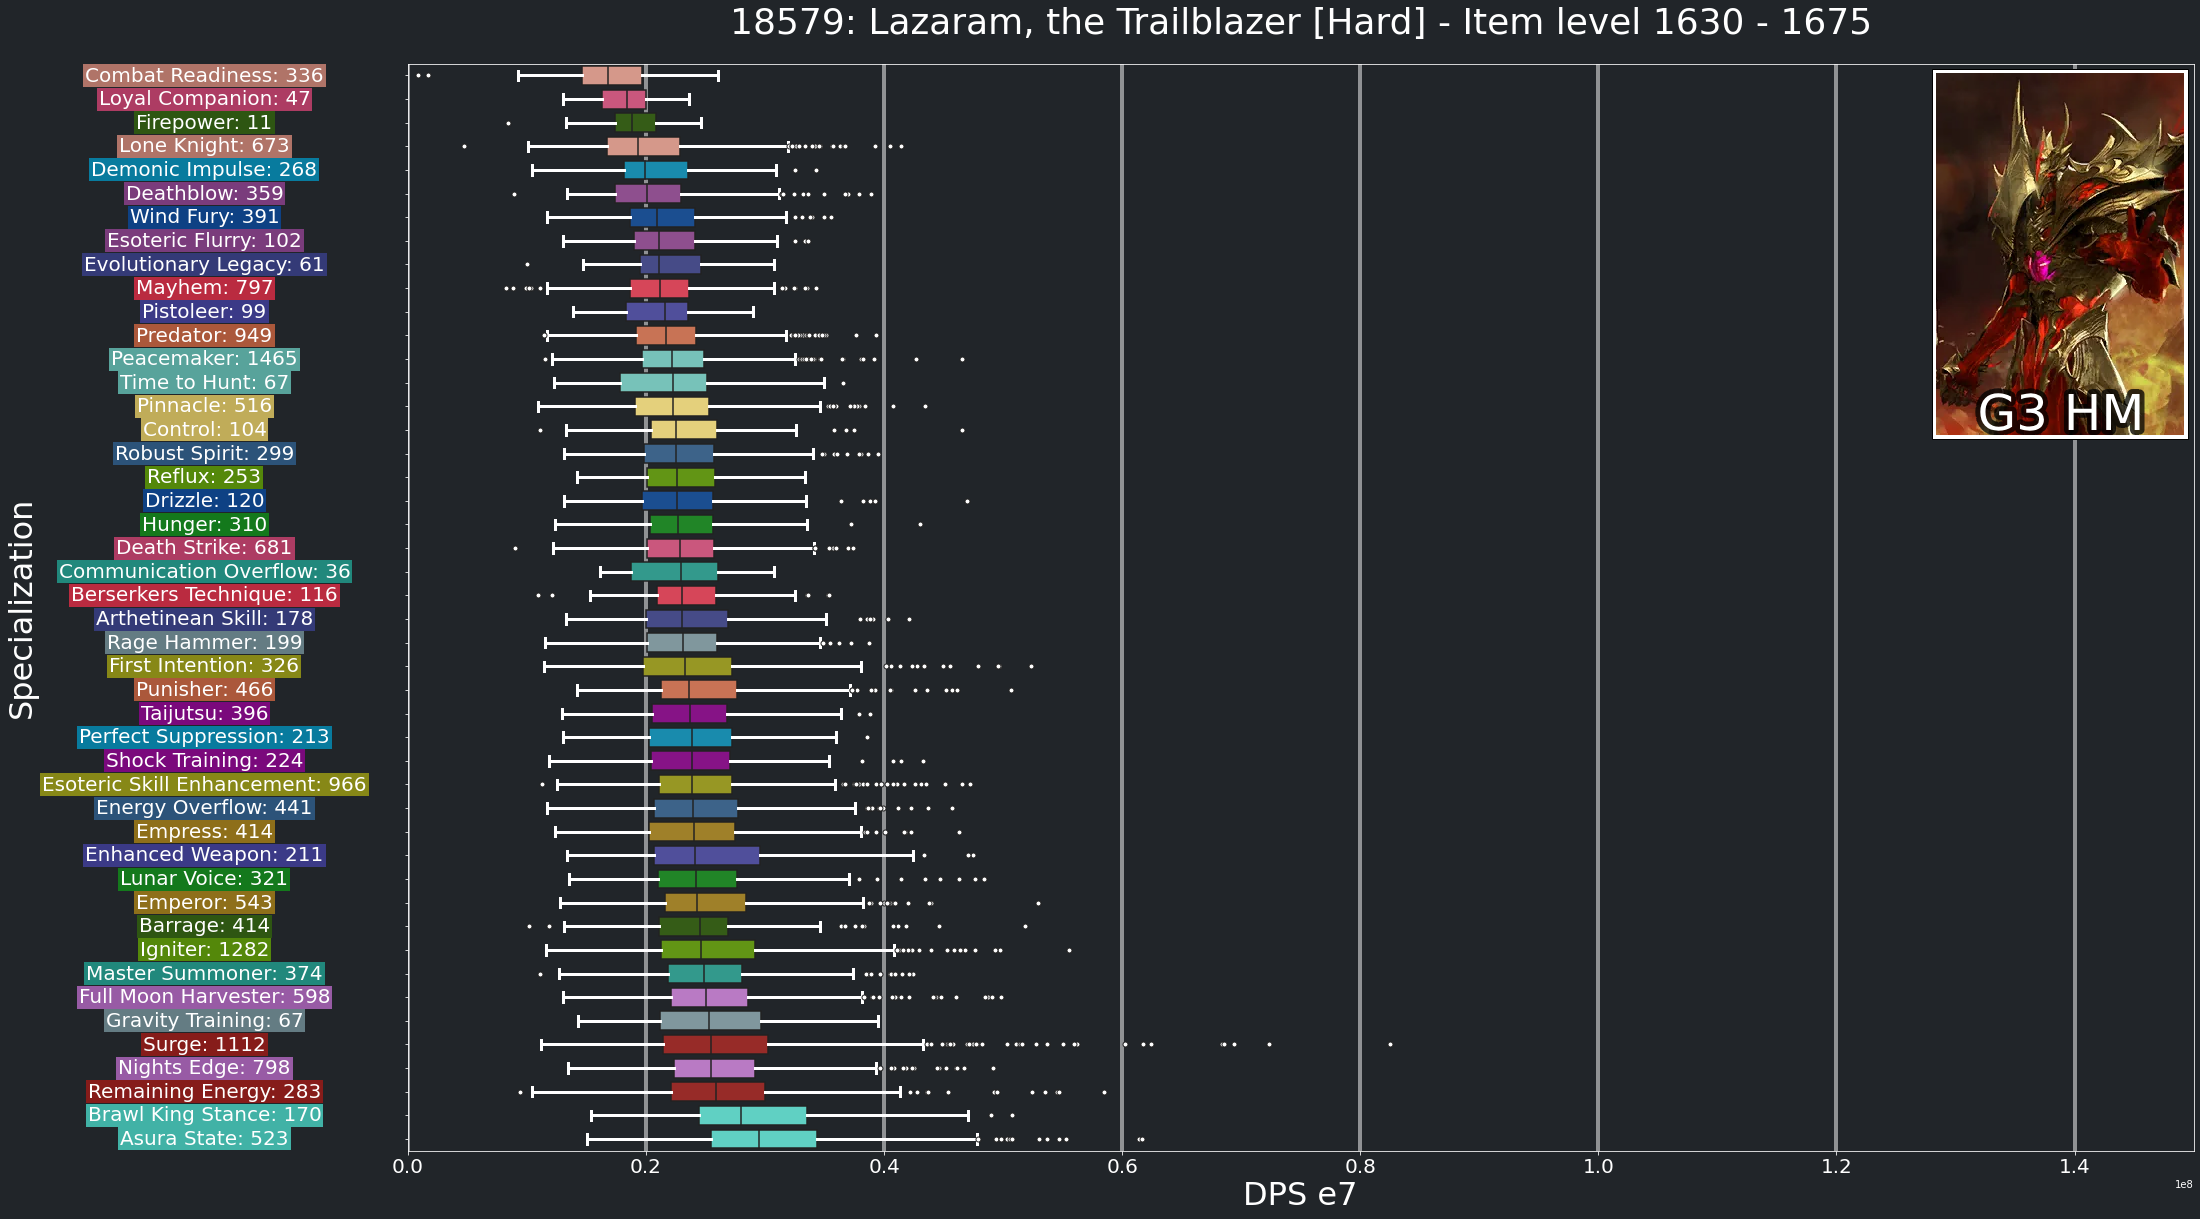 18579: Lazaram, the Trailblazer [Hard] - Item level 1630 - 1675
Specialization
Combat Readiness: 336
Loyal Companion: 47
Firepower: 11
Lone Knight: 673
Demonic Impulse: 268
Deathblow: 359
Wind Fury: 391
Esoteric Flurry: 102
Evolutionary Legacy: 61
Mayhem: 797
Pistoleer: 99
Predator: 949
Peacemaker: 1465
Time to Hunt: 67
Pinnacle: 516
Control: 104
Robust Spirit: 299
Reflux: 253
Drizzle: 120
Hunger: 310
Death Strike: 681
Communication Overflow: 36
Berserkers Technique: 116
Arthetinean Skill: 178
Rage Hammer: 199
First Intention: 326
Punisher: 466
Taijutsu: 396
Perfect Suppression: 213
Shock Training: 224
Esoteric Skill Enhancement: 966
Energy Overflow: 441
Empress: 414
Enhanced Weapon: 211
Lunar Voice: 321
Emperor: 543
Barrage: 414
Igniter: 1282
Master Summoner: 374
Full Moon Harvester: 598
Gravity Training: 67
Surge: 1112
Nights Edge: 798
Remaining Energy: 283
Brawl King Stance: 170
Asura State: 523
G3 HM
0.0 0.2 0.4 0.6 0.8 1.0 1.2 1.4
DPS e7
1e8